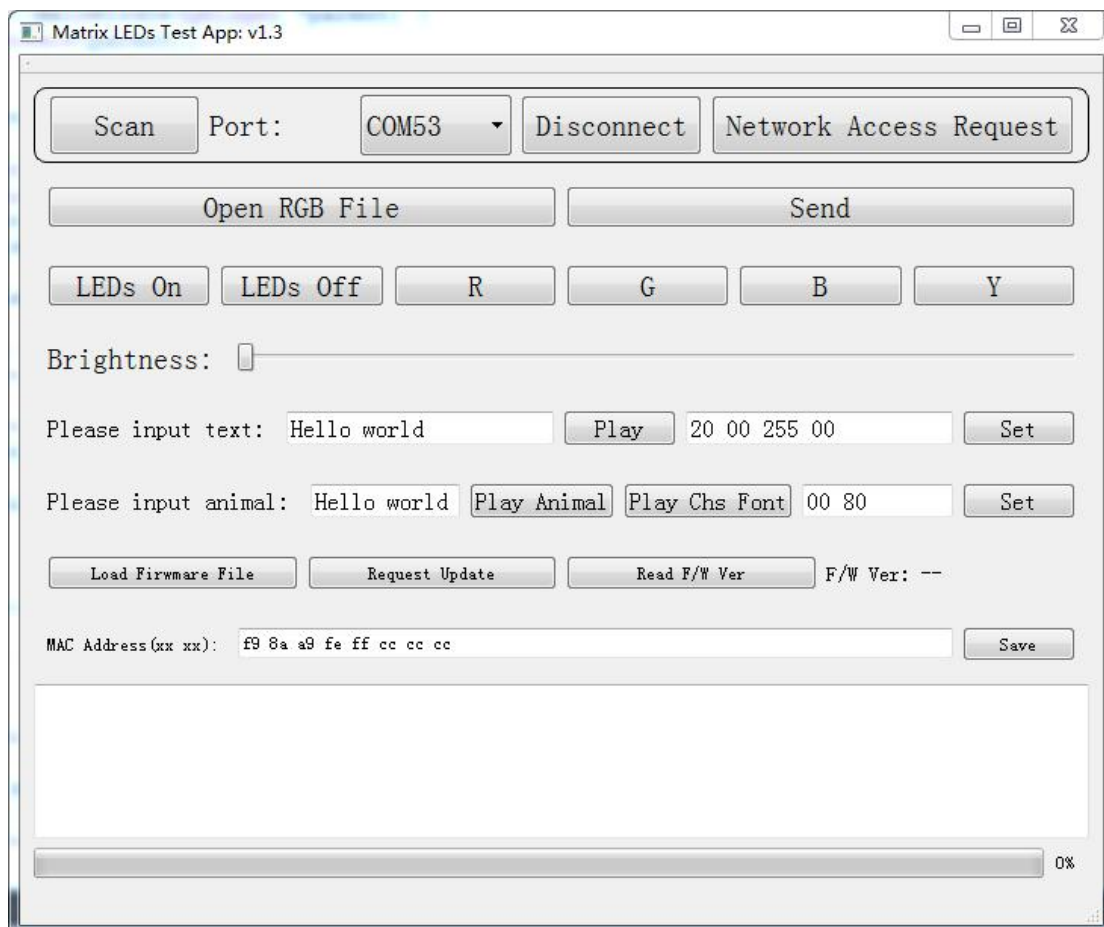 Matrix LEDs Test App: v1.3
Scan Port: COM53 Disconnect Network Access Request
Open RGB File Send
LEDs On LEDs Off R G B Y
Brightness:
Please input text: Hello world Play 20 00 255 00 Set
Please input animal: Hello world Play Animal Play Chs Font 00 80 Set
Load Firwmare File Request Update Read F/W Ver F/W Ver: --
MAC Address(xx xx): f9 8a a9 fe ff cc cc cc Save
0%